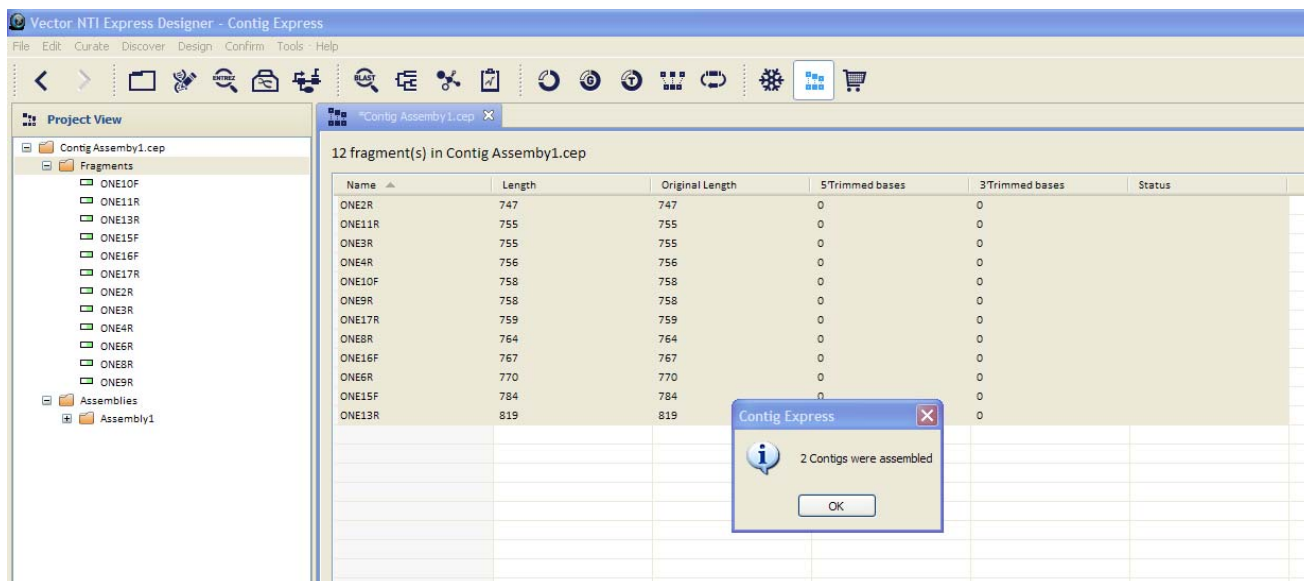 Vector NTI Express Designer - Contig Express
File Edit Curate Discover Design Confirm Tools Help
ENTREZ BLAST G T
Project View
*Contig Assemby1.cep
Contig Assemby1.cep
Fragments
ONE10F
ONE11R
ONE13R
ONE15F
ONE16F
ONE17R
ONE2R
ONE3R
ONE4R
ONE6R
ONE8R
ONE9R
Assemblies
Assembly1
12 fragment(s) in Contig Assemby1.cep
Name Length Original Length 5'Trimmed bases 3'Trimmed bases Status
ONE2R 747 747 0 0
ONE11R 755 755 0 0
ONE3R 755 755 0 0
ONE4R 756 756 0 0
ONE10F 758 758 0 0
ONE9R 758 758 0 0
ONE17R 759 759 0 0
ONE8R 764 764 0 0
ONE16F 767 767 0 0
ONE6R 770 770 0 0
ONE15F 784 784 0 0
ONE13R 819 819 0
Contig Express
2 Contigs were assembled
OK